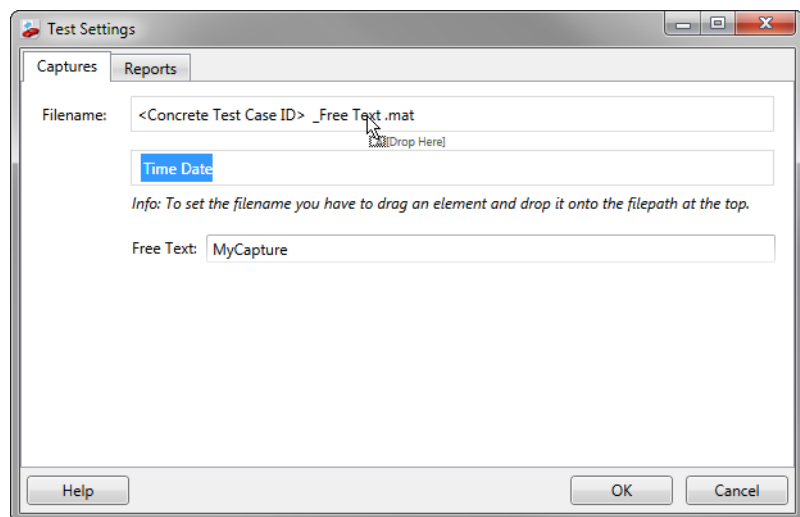 Test Settings
Captures
Reports
Filename:
<Concrete Test Case ID> _Free Text .mat
[Drop Here]
Time Date
Info: To set the filename you have to drag an element and drop it onto the filepath at the top.
Free Text: MyCapture
Help
OK
Cancel